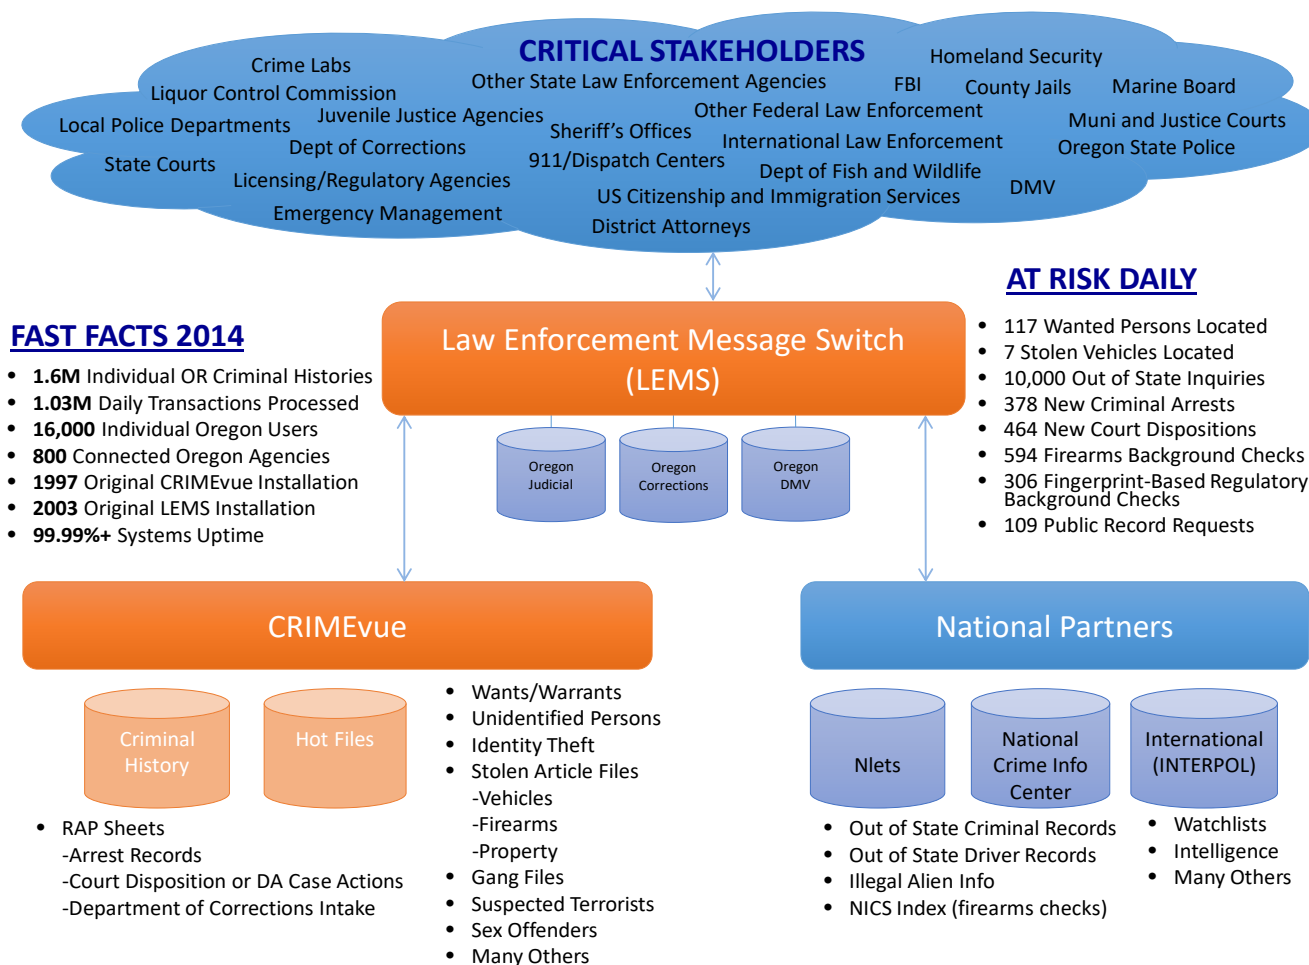 CRITICAL STAKEHOLDERS
Homeland Security
Crime Labs
Other State Law Enforcement Agencies
FBI
County Jails
Marine Board
Liquor Control Commission
Juvenile Justice Agencies
Other Federal Law Enforcement
Local Police Departments
Sheriff's Offices
Muni and Justice Courts
Dept of Corrections
International Law Enforcement
Oregon State Police
State Courts
911/Dispatch Centers
Dept of Fish and Wildlife
Licensing/Regulatory Agencies
US Citizenship and Immigration Services
DMV
Emergency Management
District Attorneys
AT RISK DAILY
• 117 Wanted Persons Located
• 7 Stolen Vehicles Located
• 10,000 Out of State Inquiries
• 378 New Criminal Arrests
• 464 New Court Dispositions
• 594 Firearms Background Checks
• 306 Fingerprint-Based Regulatory
Background Checks
• 109 Public Record Requests
FAST FACTS 2014
• 1.6M Individual OR Criminal Histories
• 1.03M Daily Transactions Processed
• 16,000 Individual Oregon Users
• 800 Connected Oregon Agencies
• 1997 Original CRIMEvue Installation
• 2003 Original LEMS Installation
• 99.99%+ Systems Uptime
Law Enforcement Message Switch
(LEMS)
Oregon
Judicial
Oregon
Corrections
Oregon
DMV
CRIMEvue
Criminal
History
Hot Files
• RAP Sheets
-Arrest Records
-Court Disposition or DA Case Actions
-Department of Corrections Intake
• Wants/Warrants
• Unidentified Persons
• Identity Theft
• Stolen Article Files
-Vehicles
-Firearms
-Property
• Gang Files
• Suspected Terrorists
• Sex Offenders
• Many Others
National Partners
Nlets
National
Crime Info
Center
International
(INTERPOL)
• Out of State Criminal Records
• Out of State Driver Records
• Illegal Alien Info
• NICS Index (firearms checks)
• Watchlists
• Intelligence
• Many Others